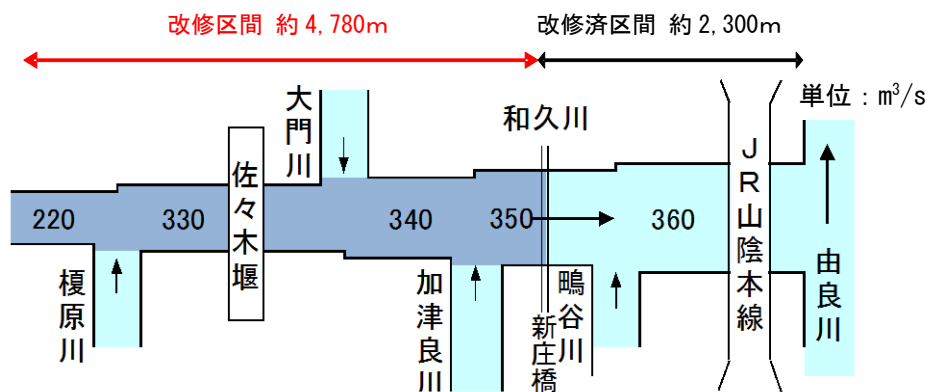 改修区間 約4,780m
改修済区間 約2,300m
単位：m³/s
大門川
和久川
JR山陰本線
佐々木堰
220
330
340
350
360
榎原川
加津良川
新庄橋
鴫谷川
由良川